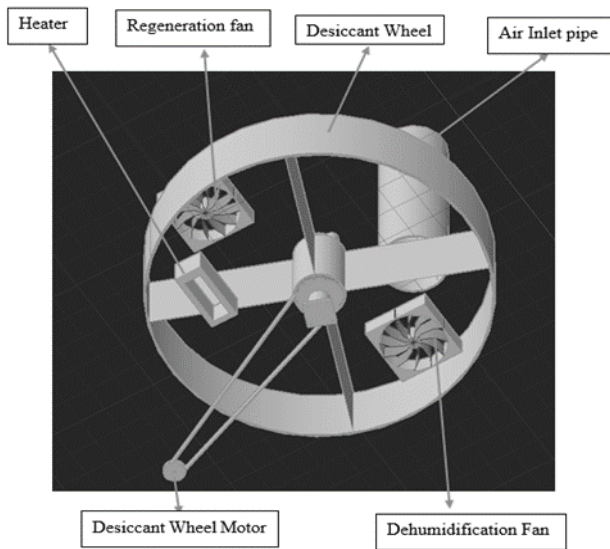 Heater
Regeneration fan
Desiccant Wheel
Air Inlet pipe
Desiccant Wheel Motor
Dehumidification Fan